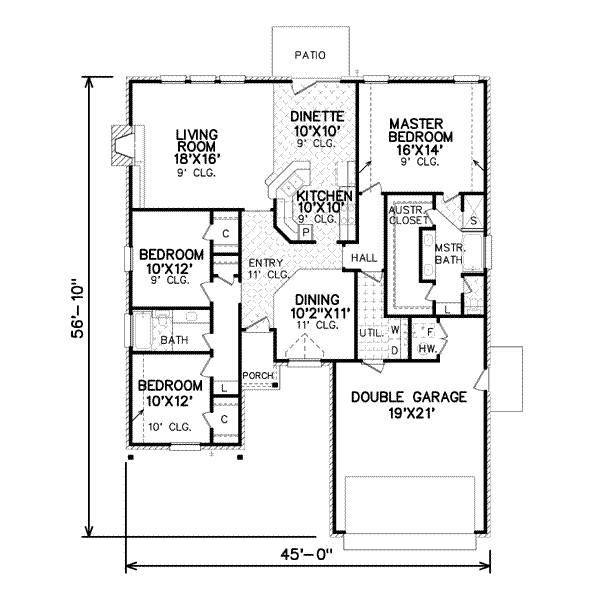 PATIO
DINETTE
10'X10'
9' CLG.
MASTER
BEDROOM
16'X14'
9' CLG.
LIVING
ROOM
18'X16'
9' CLG.
KITCHEN
10'X10'
9' CLG.
P
AUSTR.
CLOSET
S
C
MSTR.
BATH
BEDROOM
10'X12'
9' CLG.
ENTRY
11' CLG.
HALL
L
DINING
10'2"X11'
11' CLG.
UTIL.
W
D
F
HW.
BATH
56'-10"
PORCH
BEDROOM
10'X12'
10' CLG.
L
C
DOUBLE GARAGE
19'X21'
45'-0"